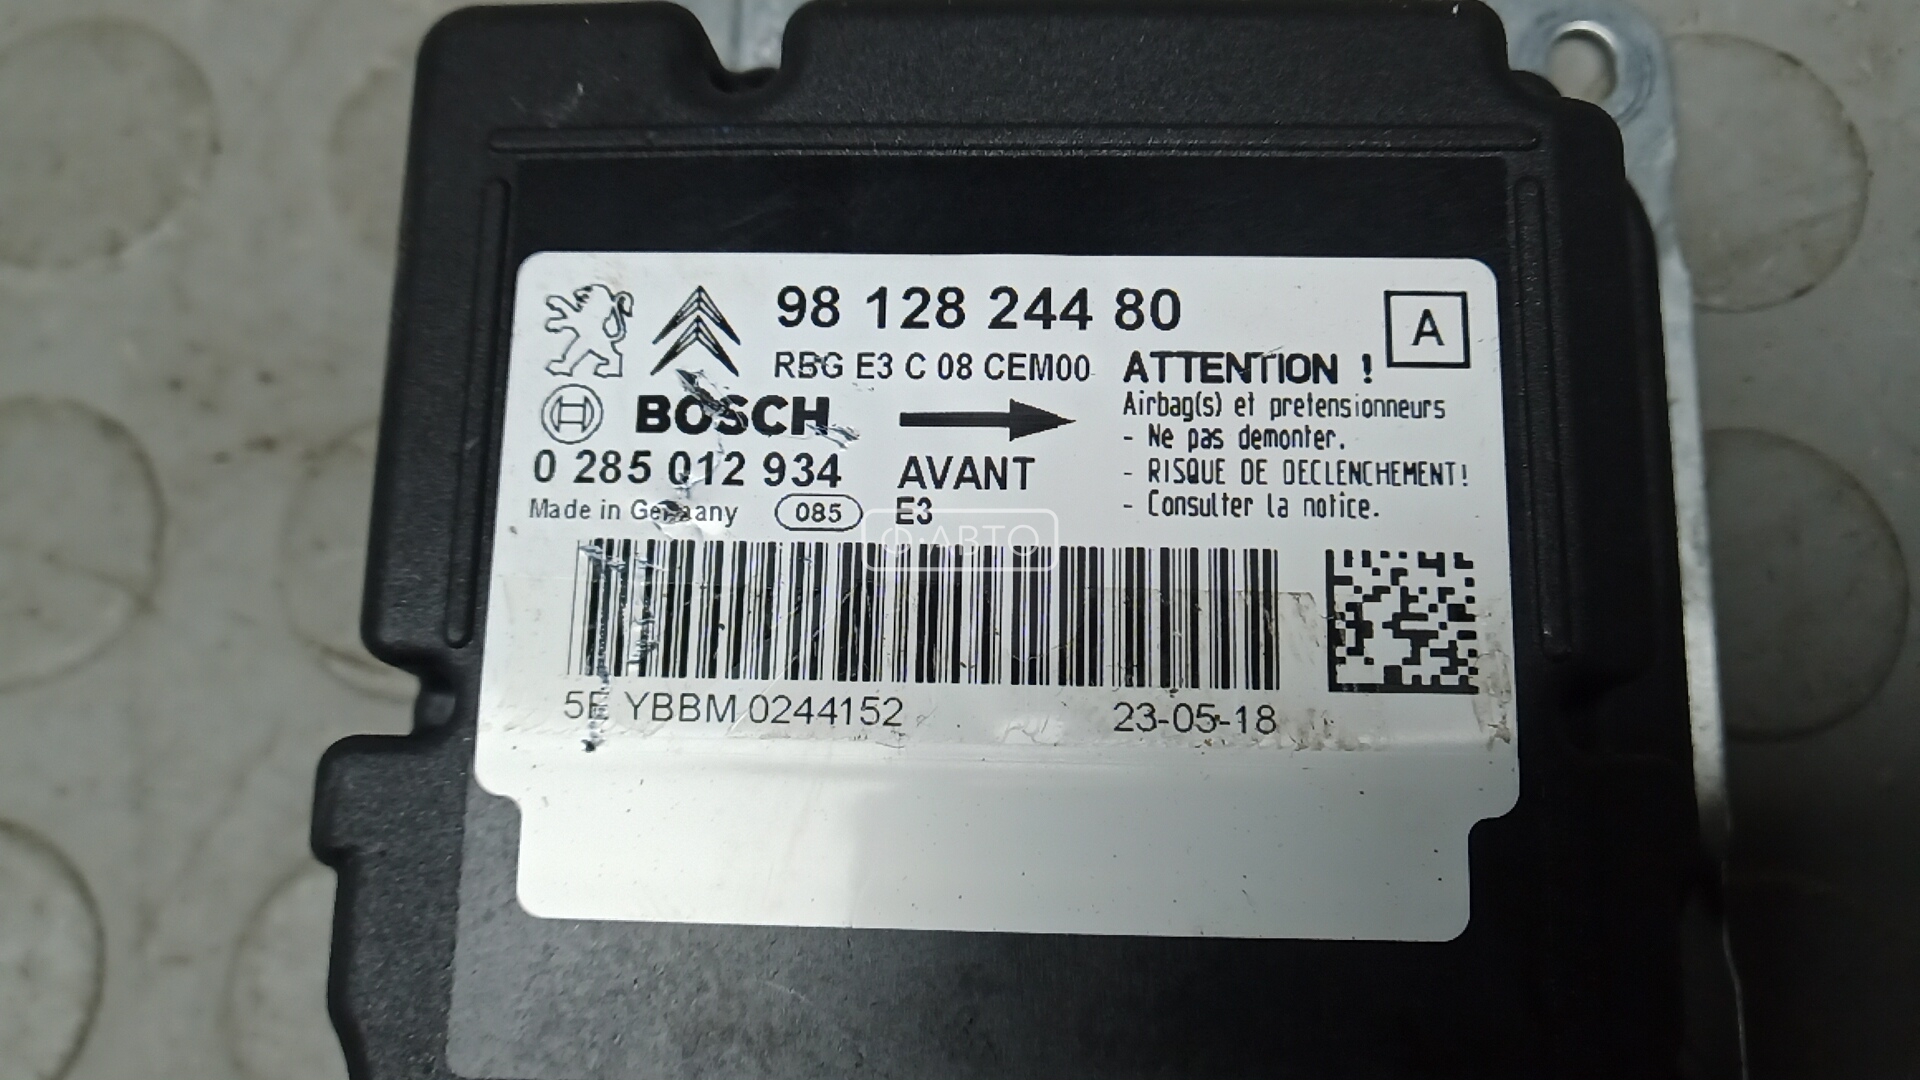 98 128 244 80
A
RBG E3 C 08 CEM00
ATTENTION !
BOSCH
Airbag(s) et pretensionneurs
- Ne pas demonter.
0 285 012 934
AVANT
- RISQUE DE DECLENCHEMENT!
Made in Germany
085
E3
- Consulter la notice.
О·АВТО
5E YBBM 0244152
23-05-18